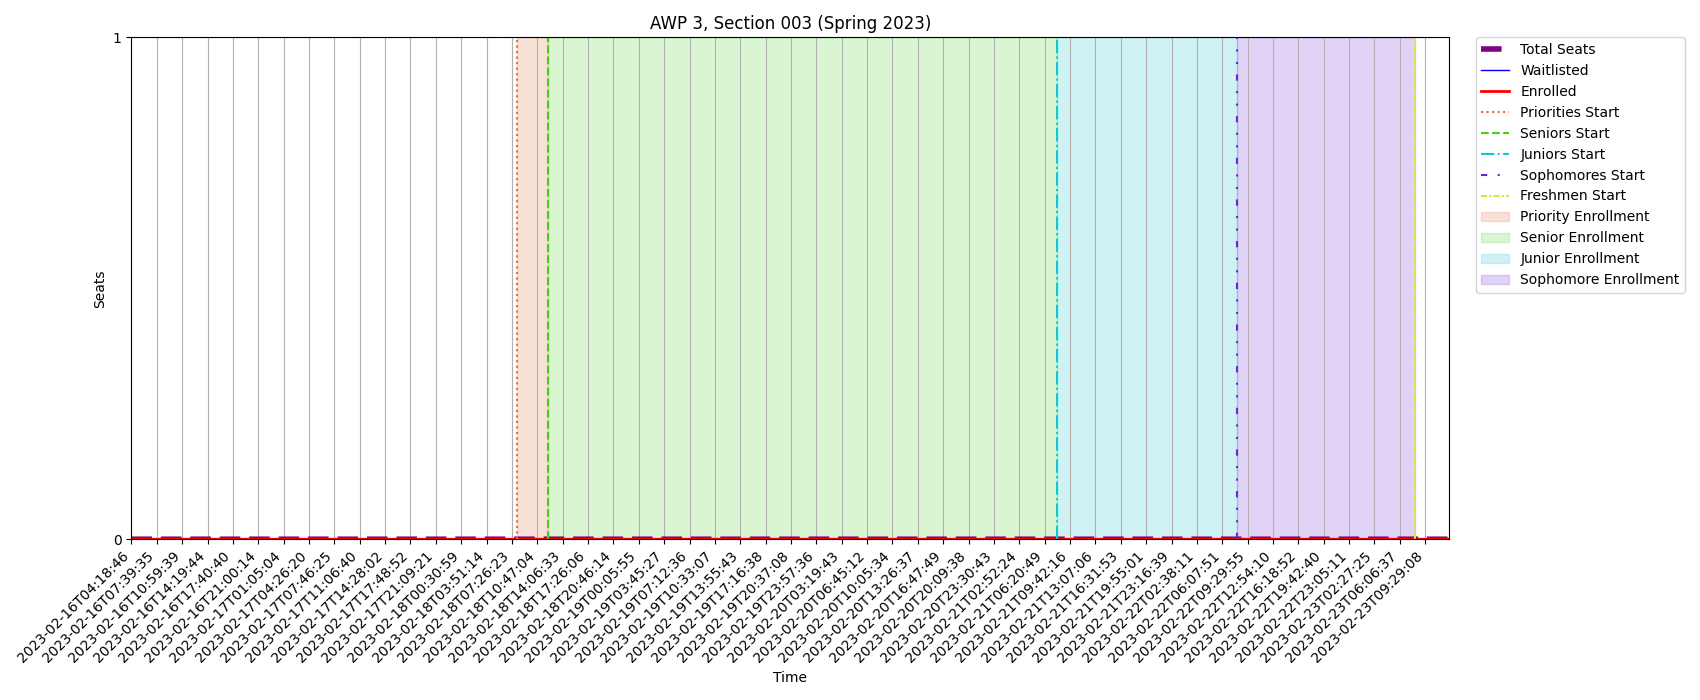 AWP 3, Section 003 (Spring 2023)
1
0
Seats
2023-02-16T04:18:46
2023-02-16T07:39:35
2023-02-16T10:59:39
2023-02-16T14:19:44
2023-02-16T17:40:40
2023-02-16T21:00:14
2023-02-17T01:05:04
2023-02-17T04:26:20
2023-02-17T07:46:25
2023-02-17T11:06:40
2023-02-17T14:28:02
2023-02-17T17:48:52
2023-02-17T21:09:21
2023-02-18T00:30:59
2023-02-18T03:51:14
2023-02-18T07:26:23
2023-02-18T10:47:04
2023-02-18T14:06:33
2023-02-18T17:26:06
2023-02-18T20:46:14
2023-02-19T00:05:55
2023-02-19T03:45:27
2023-02-19T07:12:36
2023-02-19T10:33:07
2023-02-19T13:55:43
2023-02-19T17:16:38
2023-02-19T20:37:08
2023-02-19T23:57:36
2023-02-20T03:19:43
2023-02-20T06:45:12
2023-02-20T10:05:34
2023-02-20T13:26:37
2023-02-20T16:47:49
2023-02-20T20:09:38
2023-02-20T23:30:43
2023-02-21T02:52:24
2023-02-21T06:20:49
2023-02-21T09:42:16
2023-02-21T13:07:06
2023-02-21T16:31:53
2023-02-21T19:55:01
2023-02-21T23:16:39
2023-02-22T02:38:11
2023-02-22T06:07:51
2023-02-22T09:29:55
2023-02-22T12:54:10
2023-02-22T16:18:52
2023-02-22T19:42:40
2023-02-22T23:05:11
2023-02-23T02:27:25
2023-02-23T06:06:37
2023-02-23T09:29:08
Time
Total Seats
Waitlisted
Enrolled
Priorities Start
Seniors Start
Juniors Start
Sophomores Start
Freshmen Start
Priority Enrollment
Senior Enrollment
Junior Enrollment
Sophomore Enrollment